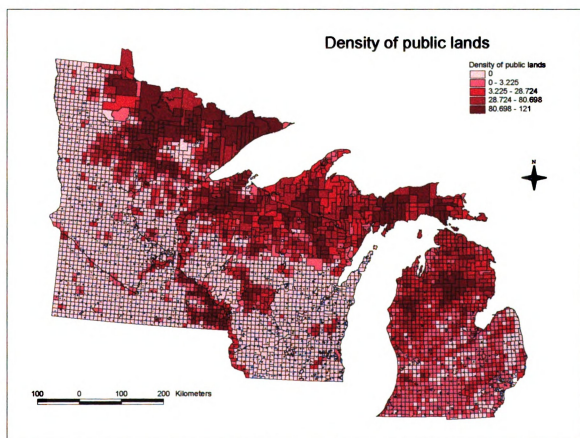 Density of public lands
Density of public lands
0
0 - 3.225
3.225 - 28.724
28.724 - 80.698
80.698 - 121
N
100 0 100 200 Kilometers